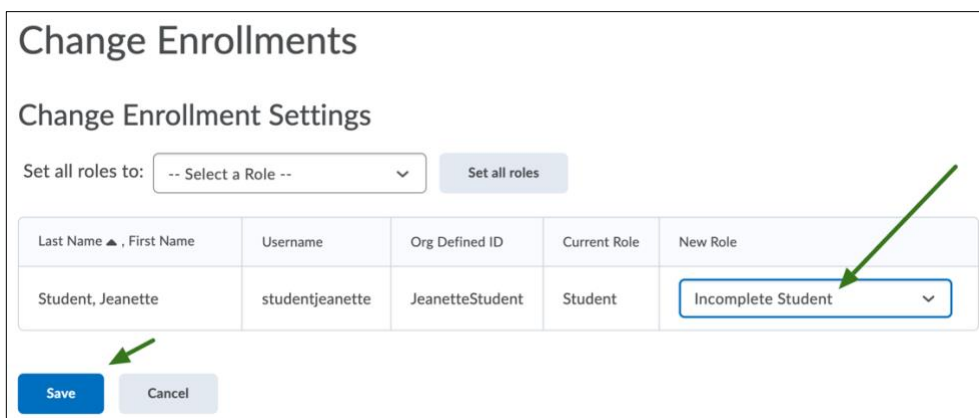 Change Enrollments
Change Enrollment Settings
Set all roles to: -- Select a Role -- Set all roles
Last Name ▲ , First Name Username Org Defined ID Current Role New Role
Student, Jeanette studentjeanette JeanetteStudent Student Incomplete Student
Save Cancel